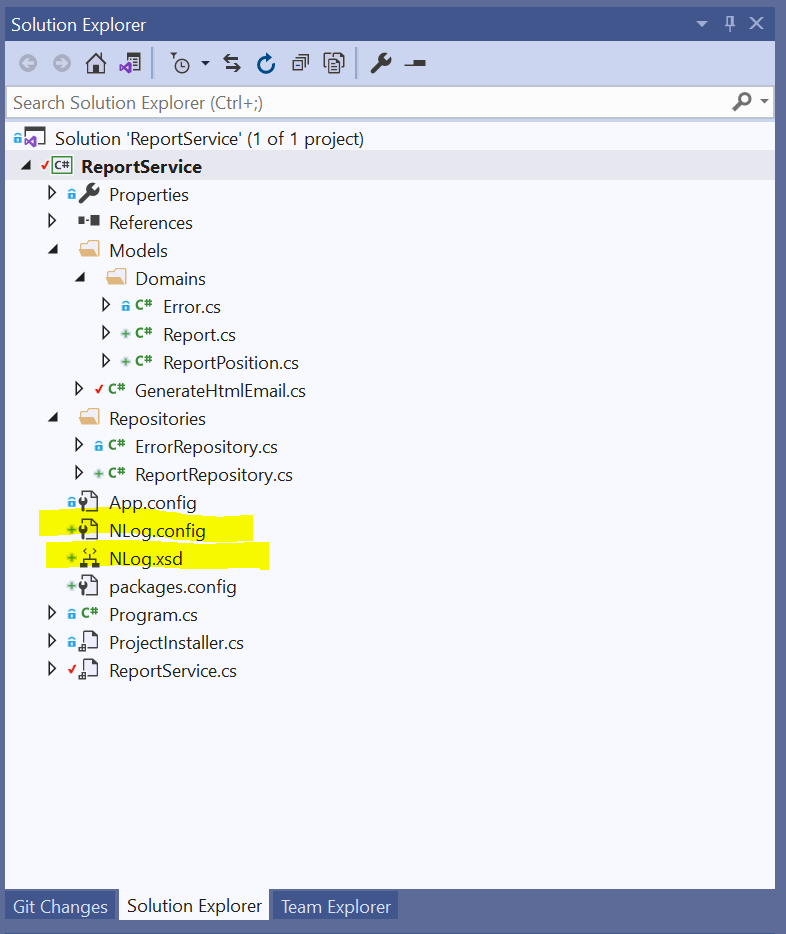 Solution Explorer
Search Solution Explorer (Ctrl+;)
Solution 'ReportService' (1 of 1 project)
C# ReportService
Properties
References
Models
Domains
C# Error.cs
C# Report.cs
C# ReportPosition.cs
C# GenerateHtmlEmail.cs
Repositories
C# ErrorRepository.cs
C# ReportRepository.cs
App.config
NLog.config
NLog.xsd
packages.config
C# Program.cs
ProjectInstaller.cs
ReportService.cs
Git Changes Solution Explorer Team Explorer